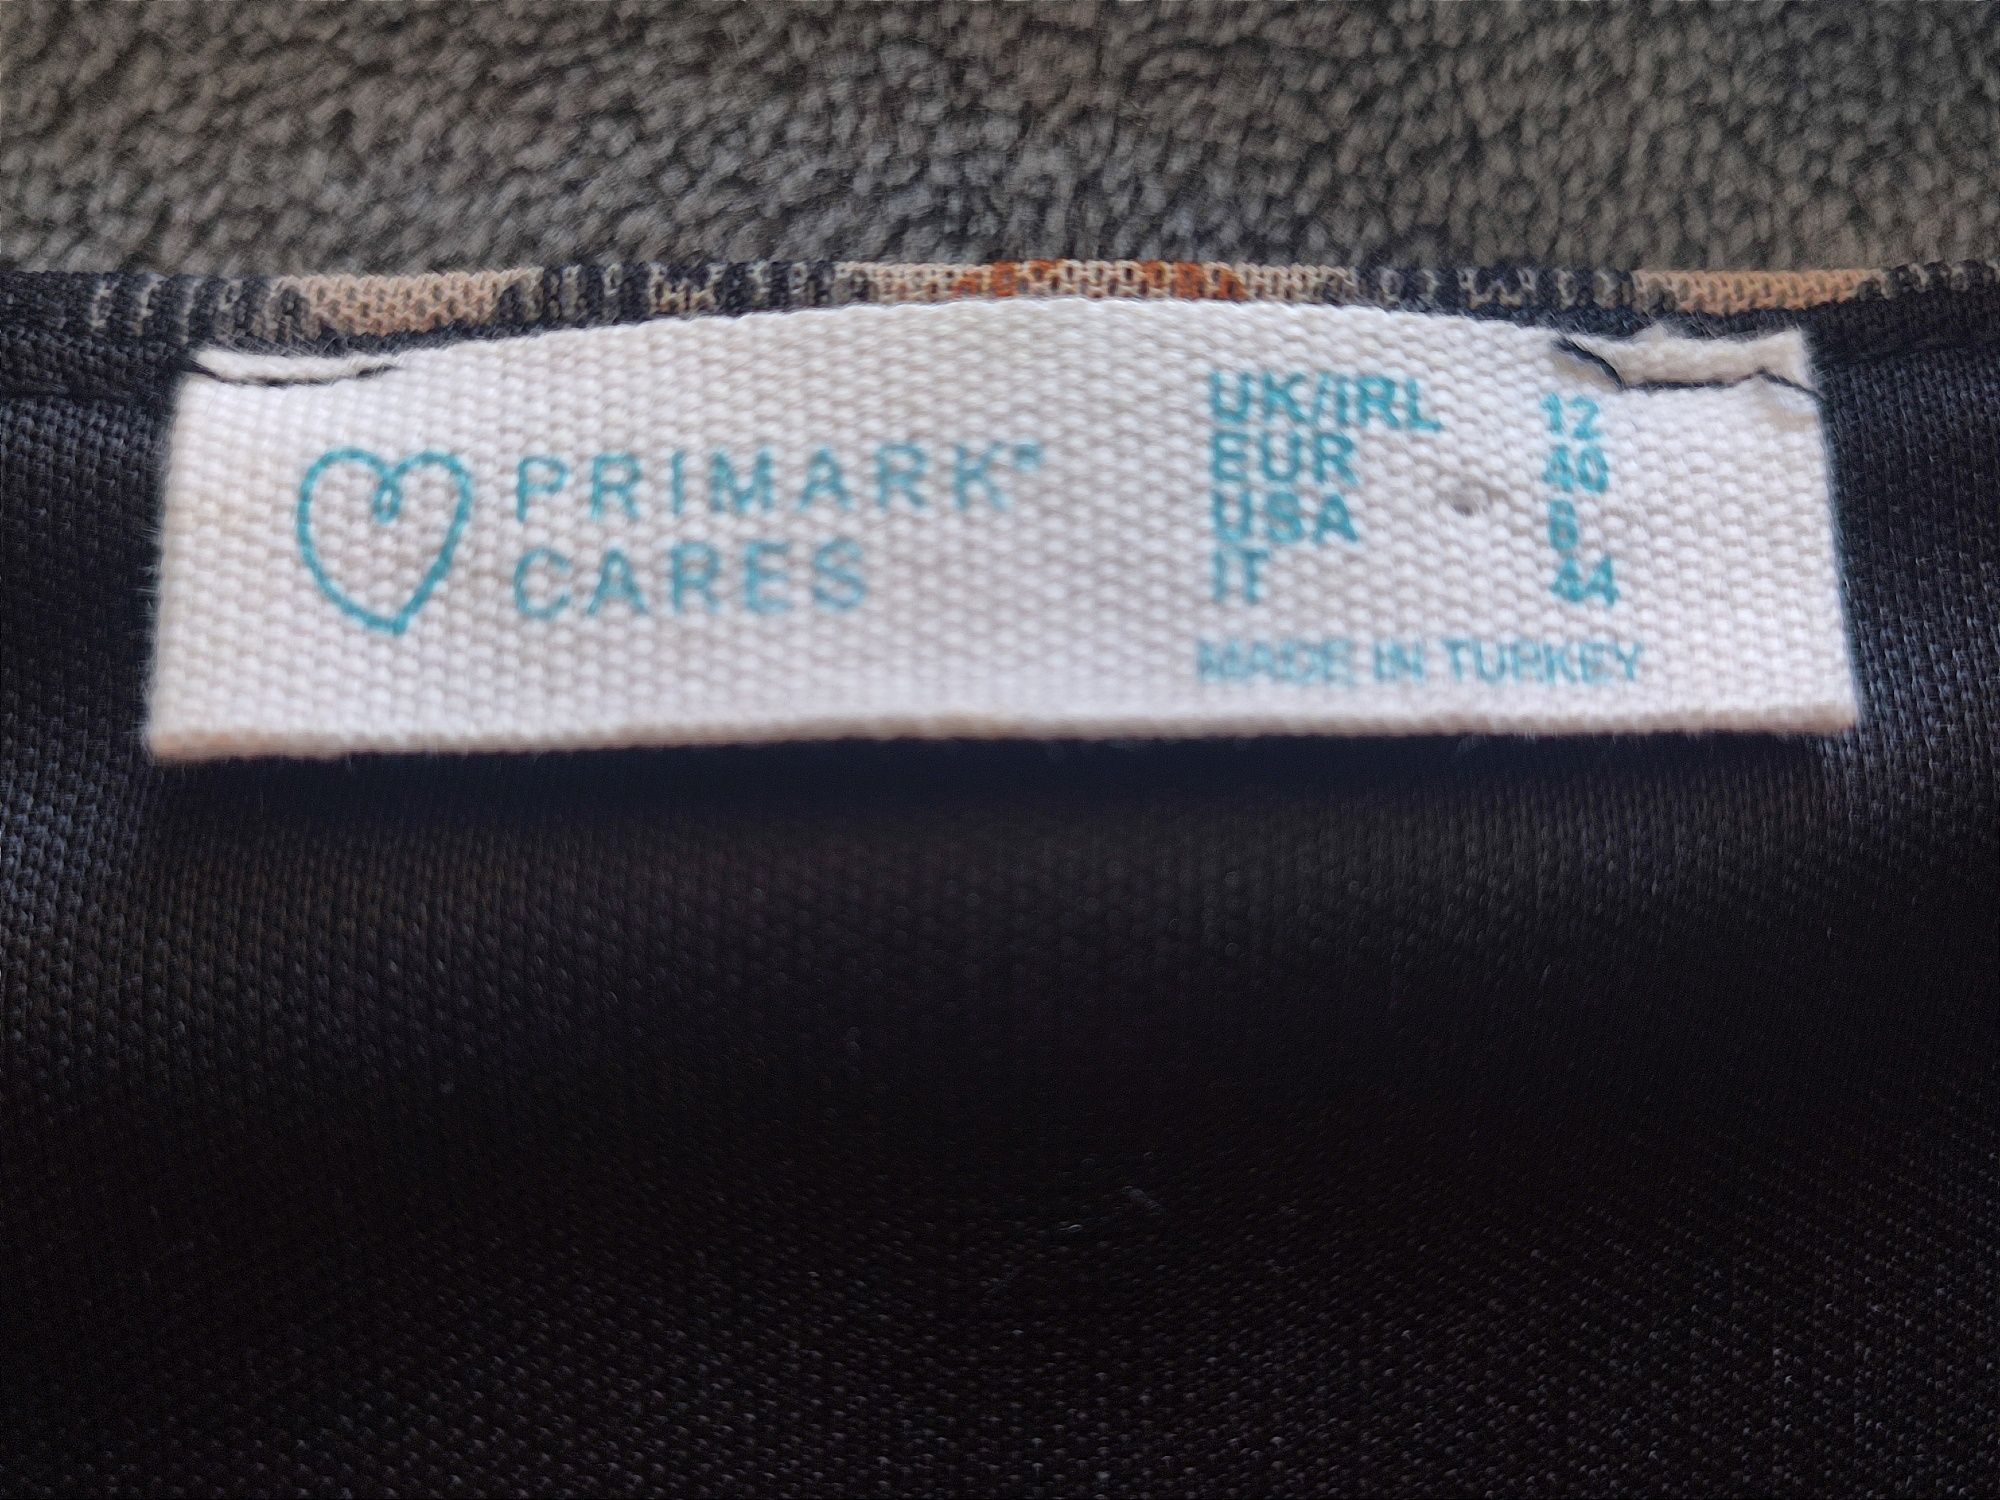 PRIMARK®
CARES
UK/IRL 12
EUR 40
USA 8
IT 44
MADE IN TURKEY